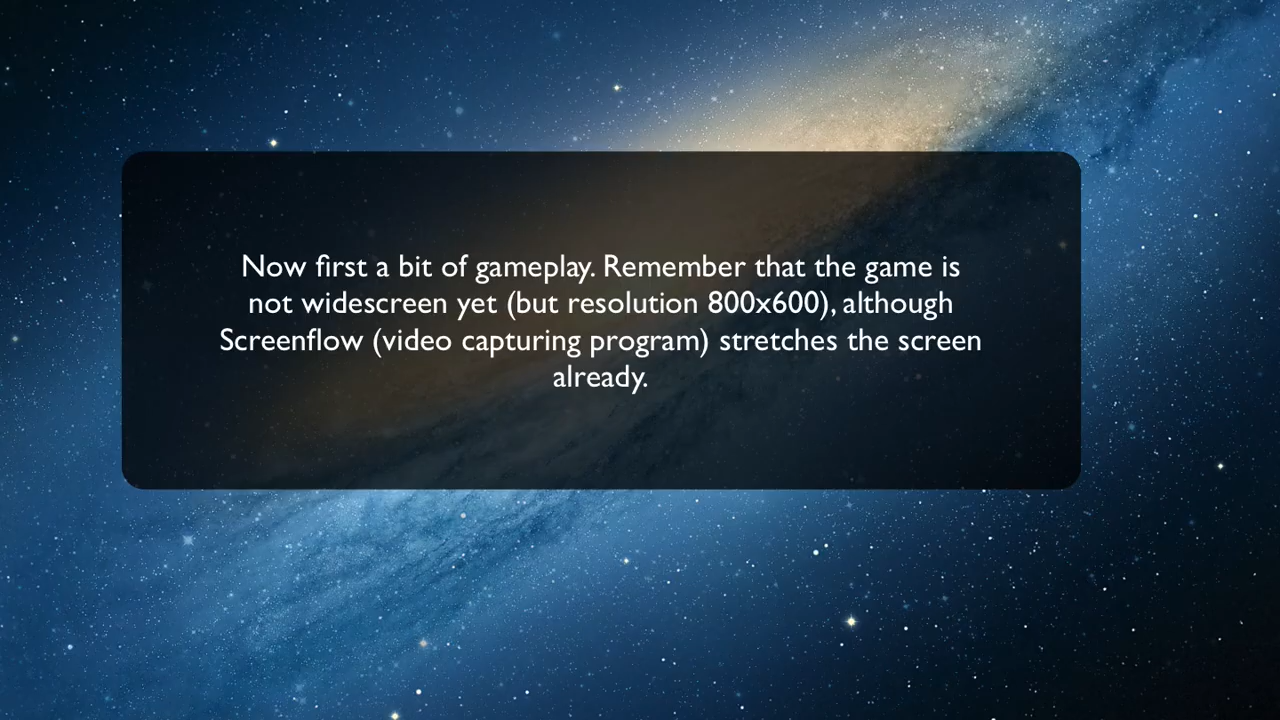 Now first a bit of gameplay. Remember that the game is
not widescreen yet (but resolution 800x600), although
Screenflow (video capturing program) stretches the screen
already.